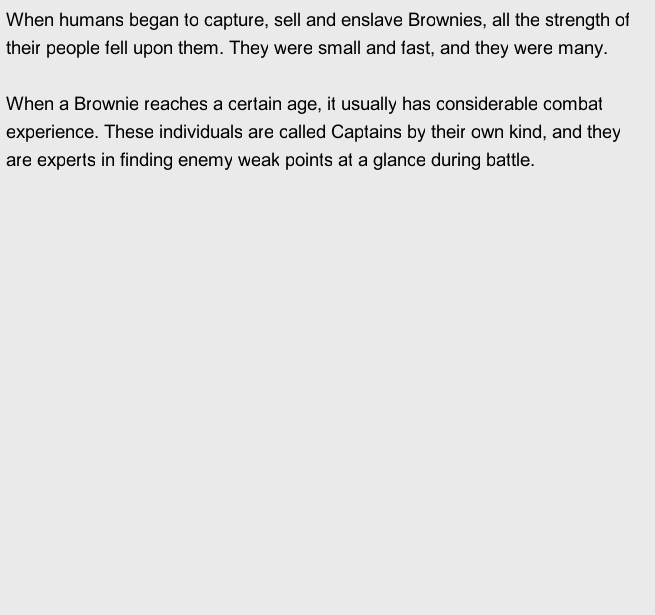 When humans began to capture, sell and enslave Brownies, all the strength of
their people fell upon them. They were small and fast, and they were many.
When a Brownie reaches a certain age, it usually has considerable combat
experience. These individuals are called Captains by their own kind, and they
are experts in finding enemy weak points at a glance during battle.